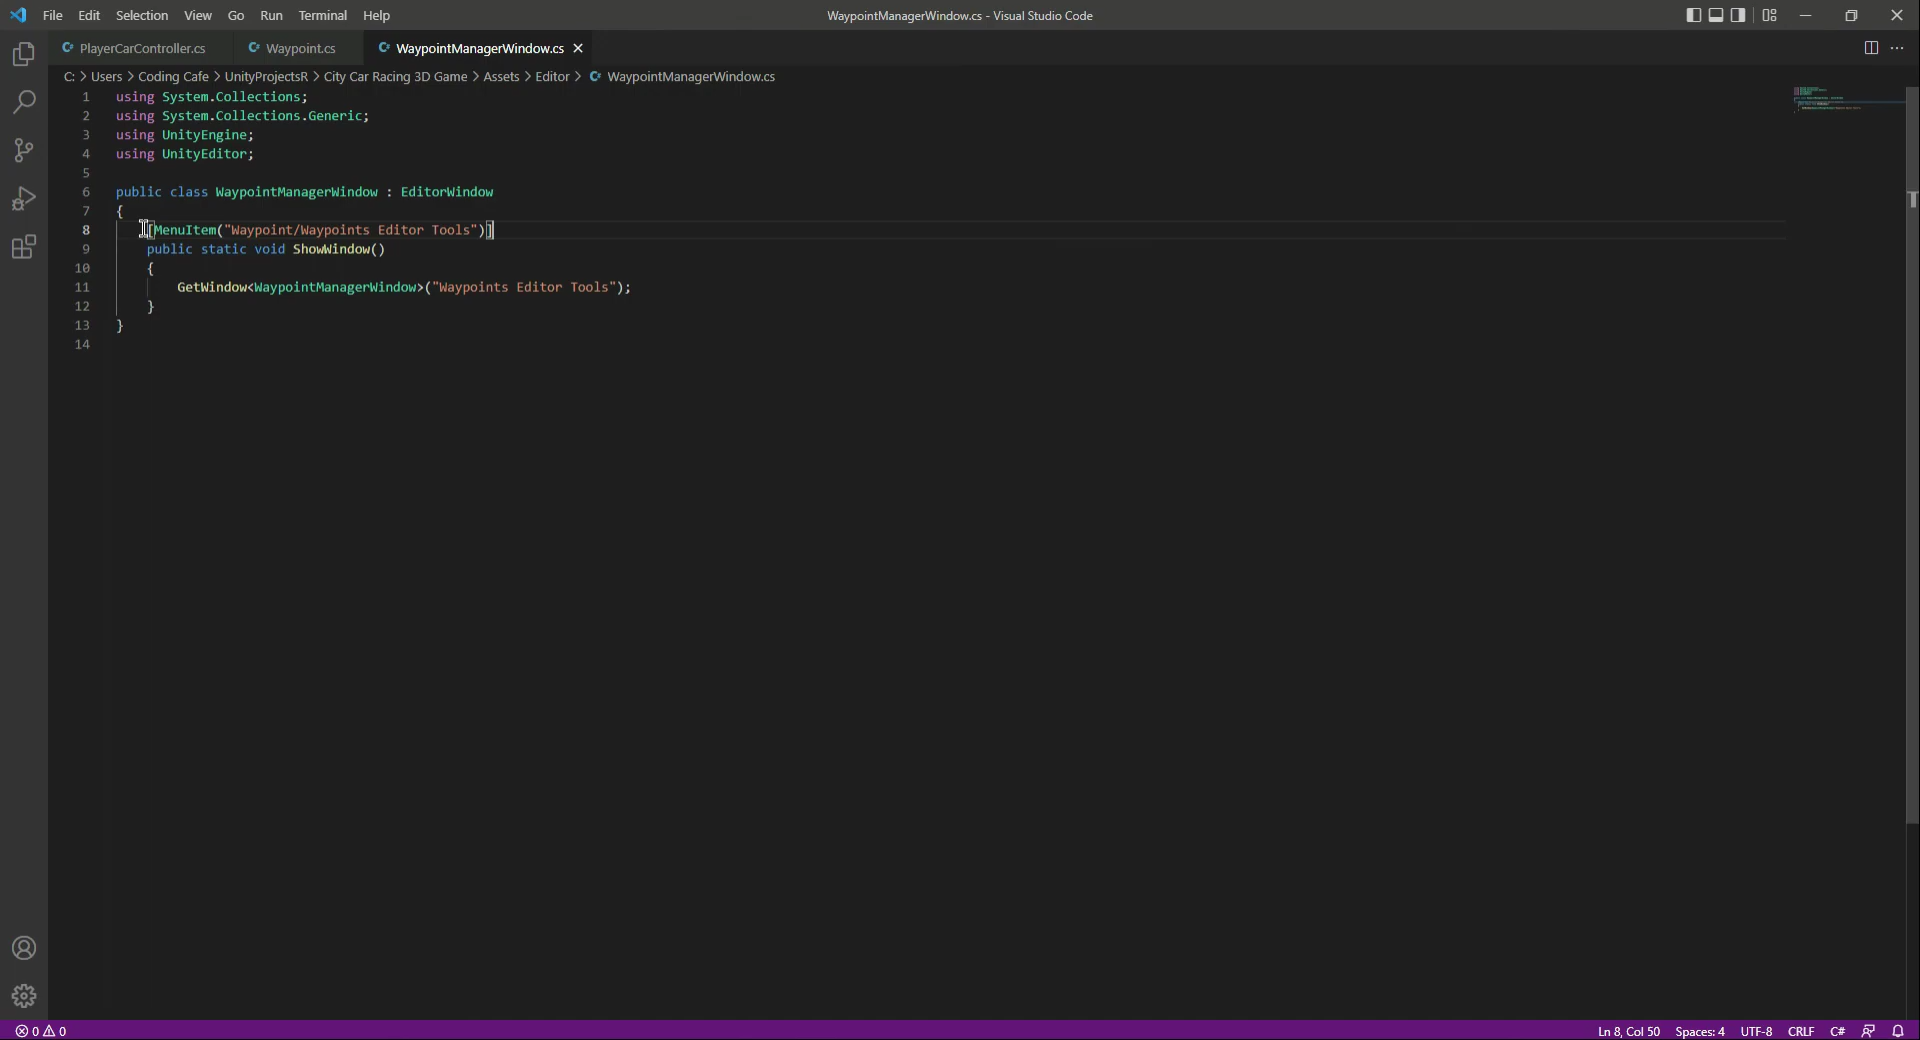 File Edit Selection View Go Run Terminal Help
WaypointManagerWindow.cs - Visual Studio Code
PlayerCarController.cs Waypoint.cs WaypointManagerWindow.cs
C: > Users > Coding Cafe > UnityProjectsR > City Car Racing 3D Game > Assets > Editor > WaypointManagerWindow.cs
1 using System.Collections;
2 using System.Collections.Generic;
3 using UnityEngine;
4 using UnityEditor;
5
6 public class WaypointManagerWindow : EditorWindow
7 {
8 [MenuItem("Waypoint/Waypoints Editor Tools")]
9 public static void ShowWindow()
10 {
11 GetWindow<WaypointManagerWindow>("Waypoints Editor Tools");
12 }
13 }
14
0 0
Ln 8, Col 50 Spaces: 4 UTF-8 CRLF C#